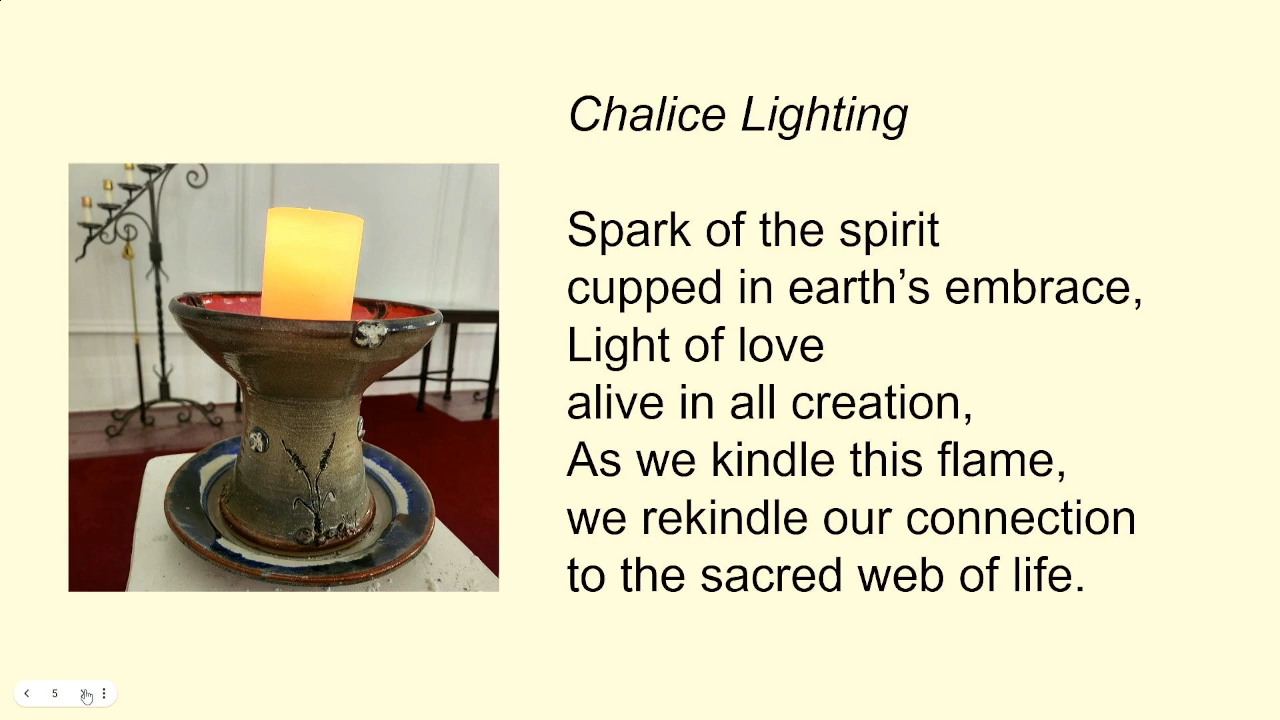 Chalice Lighting
Spark of the spirit
cupped in earth’s embrace,
Light of love
alive in all creation,
As we kindle this flame,
we rekindle our connection
to the sacred web of life.
5